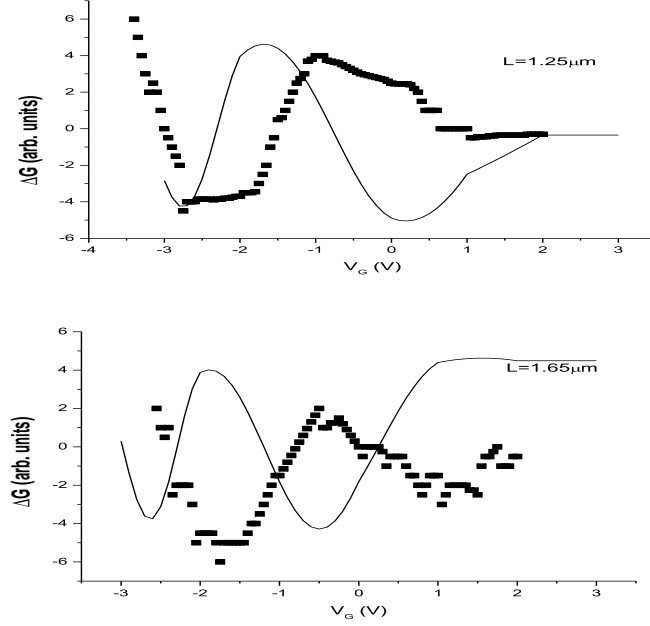 6
4
2
0
-2
-4
-6
ΔG (arb. units)
L=1.25μm
-4 -3 -2 -1 0 1 2 3
V_G (V)
6
4
2
0
-2
-4
-6
ΔG (arb. units)
L=1.65μm
-3 -2 -1 0 1 2 3
V_G (V)